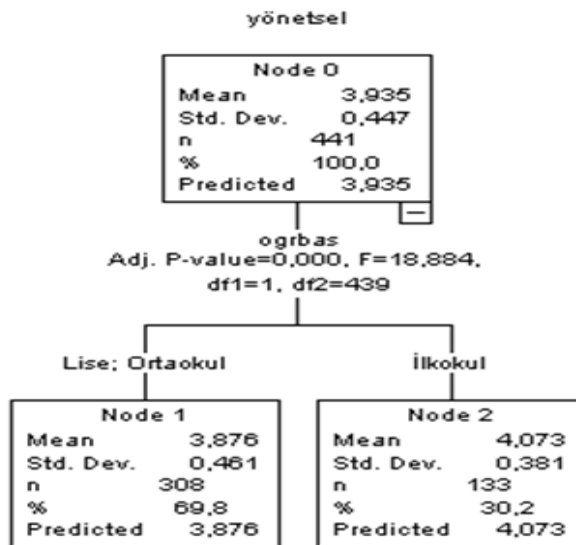 yönetsel
Node 0
Mean 3,935
Std. Dev. 0,447
n 441
% 100,0
Predicted 3,935
ogrbas
Adj. P-value=0,000, F=18,884,
df1=1, df2=439
Lise; Ortaokul
İlkokul
Node 1
Mean 3,876
Std. Dev. 0,461
n 308
% 69,8
Predicted 3,876
Node 2
Mean 4,073
Std. Dev. 0,381
n 133
% 30,2
Predicted 4,073